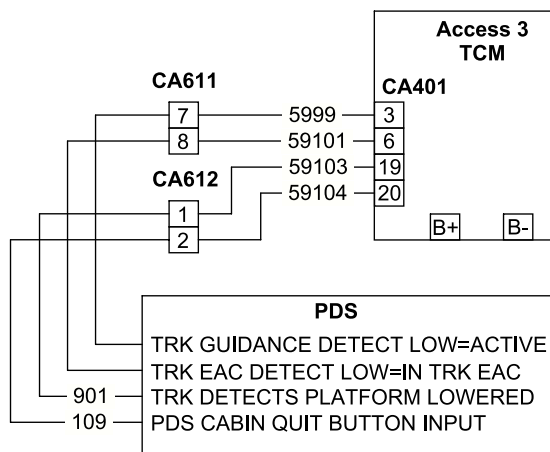 Access 3
TCM
CA611
CA401
7 5999 3
8 59101 6
CA612
59103 19
59104 20
1
2
B+ B-
PDS
TRK GUIDANCE DETECT LOW=ACTIVE
TRK EAC DETECT LOW=IN TRK EAC
901 TRK DETECTS PLATFORM LOWERED
109 PDS CABIN QUIT BUTTON INPUT